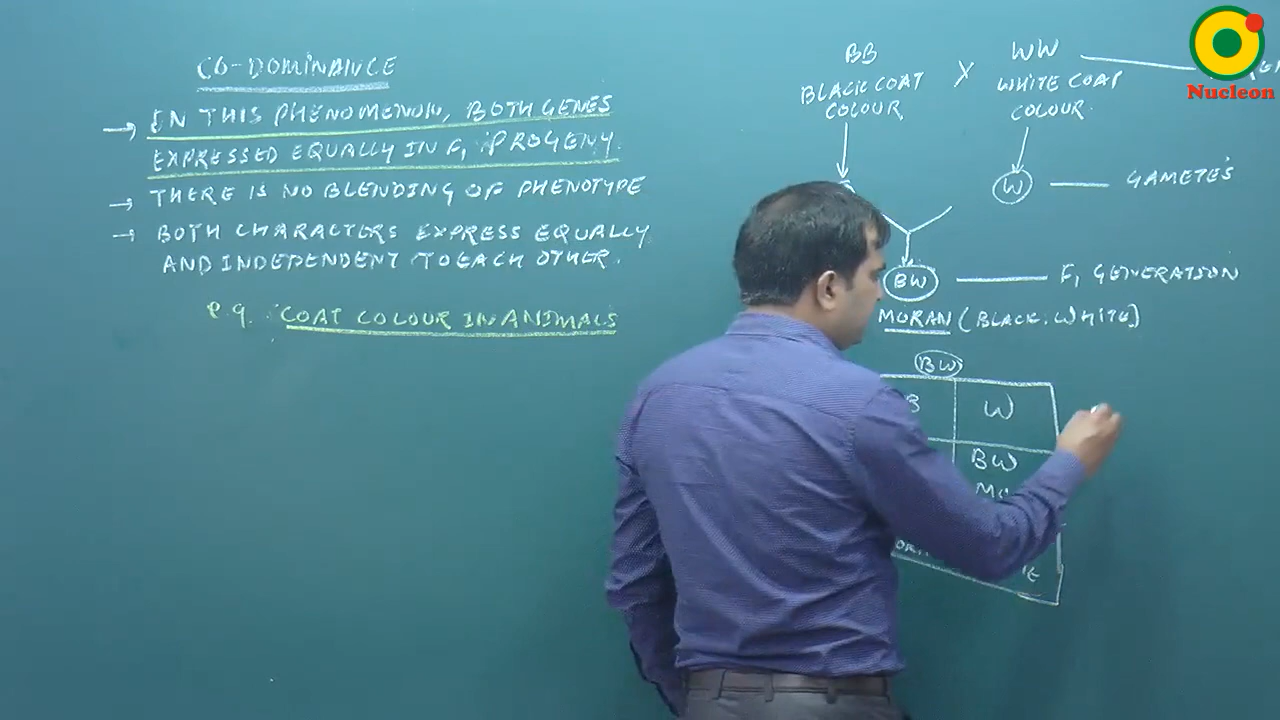 CO-DOMINANCE
→ IN THIS PHENOMENON, BOTH GENES
EXPRESSED EQUALLY IN F1 PROGENY.
→ THERE IS NO BLENDING OF PHENOTYPE
→ BOTH CHARACTERS EXPRESS EQUALLY
AND INDEPENDENT TO EACH OTHER.
e.g. COAT COLOUR IN ANIMALS
BB X WW
BLACK COAT COLOUR
WHITE COAT COLOUR.
W GAMETE'S
BW F1 GENERATION
MORAN (BLACK.WHITE)
BW
B W
BW
Nucleon